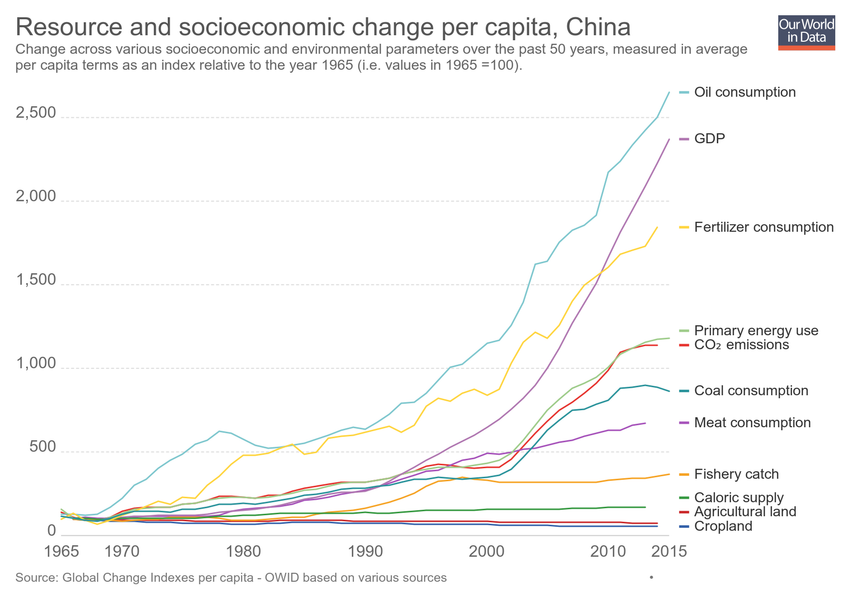 Resource and socioeconomic change per capita, China
Our World
in Data
Change across various socioeconomic and environmental parameters over the past 50 years, measured in average
per capita terms as an index relative to the year 1965 (i.e. values in 1965 =100).
Oil consumption
2,500
GDP
2,000
Fertilizer consumption
1,500
Primary energy use
CO₂ emissions
1,000
Coal consumption
Meat consumption
500
Fishery catch
Caloric supply
Agricultural land
Cropland
0
1965 1970 1980 1990 2000 2010 2015
Source: Global Change Indexes per capita - OWID based on various sources